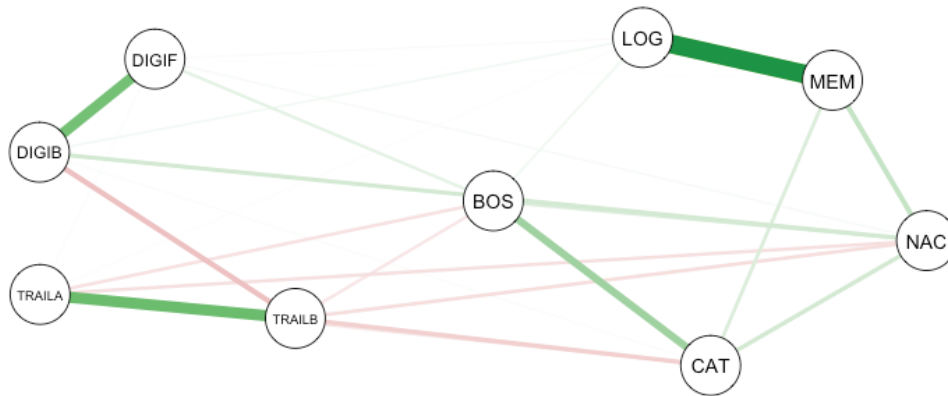 LOG
DIGIF
MEM
DIGIB
BOS
NAC
TRAILA
TRAILB
CAT